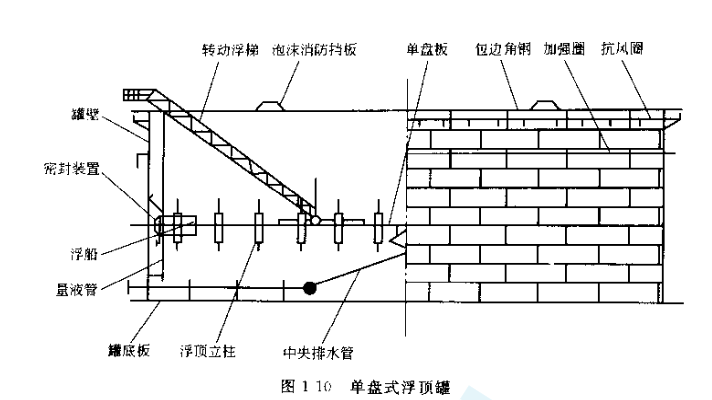 转动浮梯 泡沫消防挡板 单盘板 包边角钢 加强圈 抗风圈
罐壁
密封装置
浮船
量液管
罐底板 浮顶立柱 中央排水管
图 1 10 单盘式浮顶罐